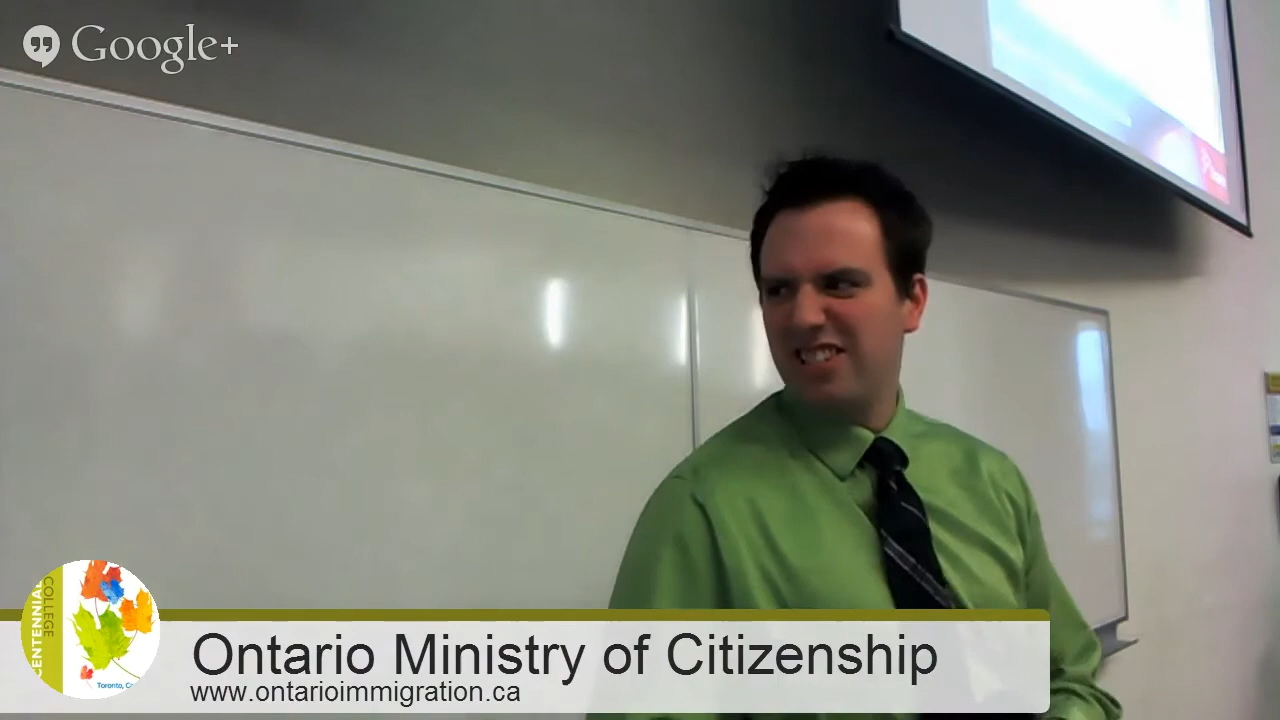 Google+
Ontario Ministry of Citizenship
www.ontarioimmigration.ca
CENTENNIAL
COLLEGE